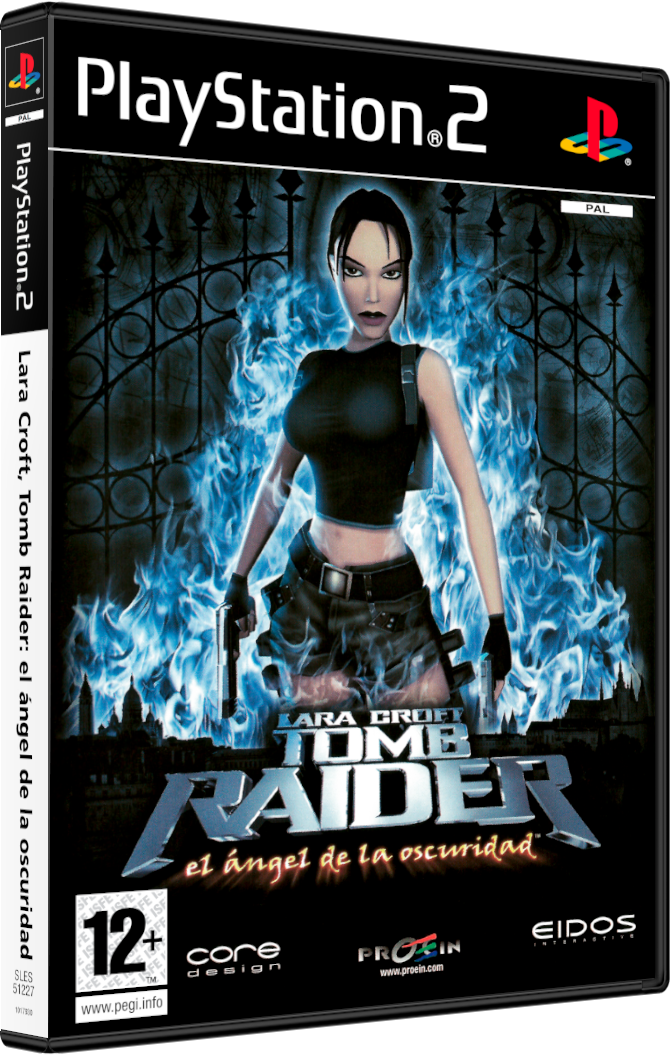 PAL
PlayStation®2
Lara Croft, Tomb Raider: el ángel de la oscuridad
SLES
51227
PlayStation®2
PAL
LARA CROFT
TOMB
RAIDER
el ángel de la oscuridad™
12+
TM
www.pegi.info
core
design
PROEIN
www.proein.com
EIDOS
INTERACTIVE